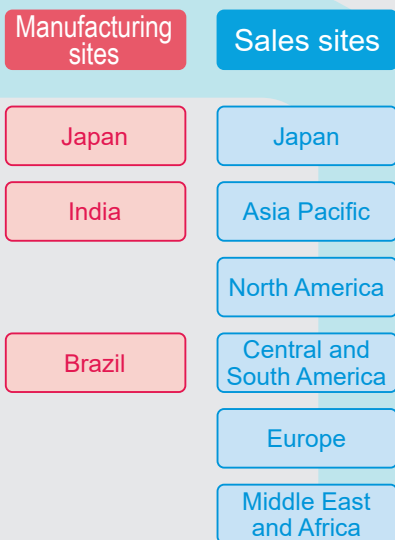 Manufacturing
sites
Sales sites
Japan
Japan
India
Asia Pacific
North America
Brazil
Central and
South America
Europe
Middle East
and Africa